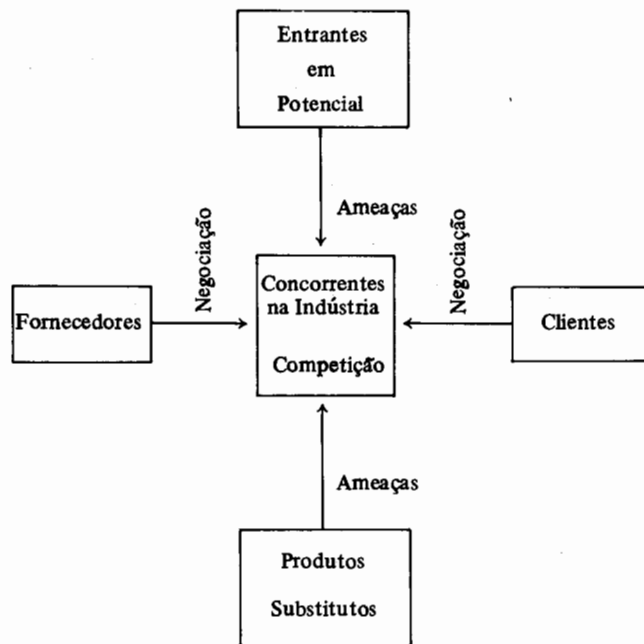 Entrantes
em
Potencial
Ameaças
Negociação
Negociação
Fornecedores
Concorrentes
na Indústria
Competição
Clientes
Ameaças
Produtos
Substitutos